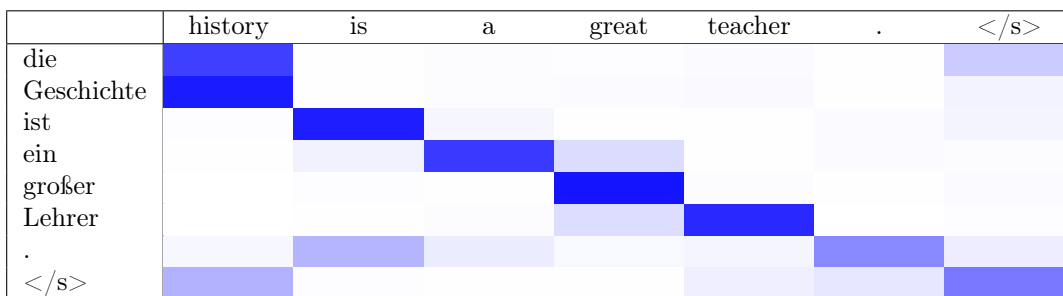 history is a great teacher . </s>
die
Geschichte
ist
ein
großer
Lehrer
.
</s>